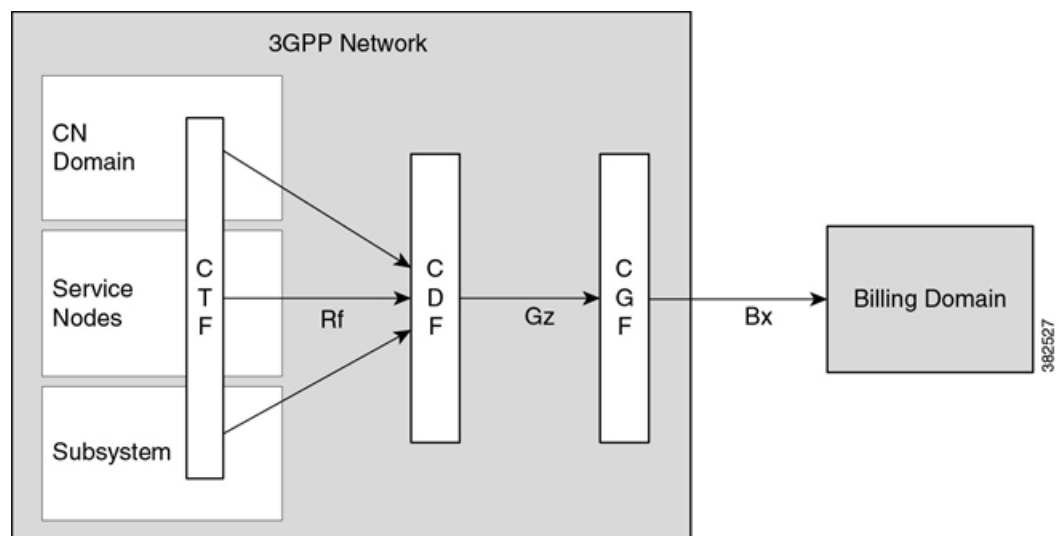 3GPP Network
CN
Domain
Service
Nodes
Subsystem
C
T
F
Rf
C
D
F
Gz
C
G
F
Bx
Billing Domain
382527